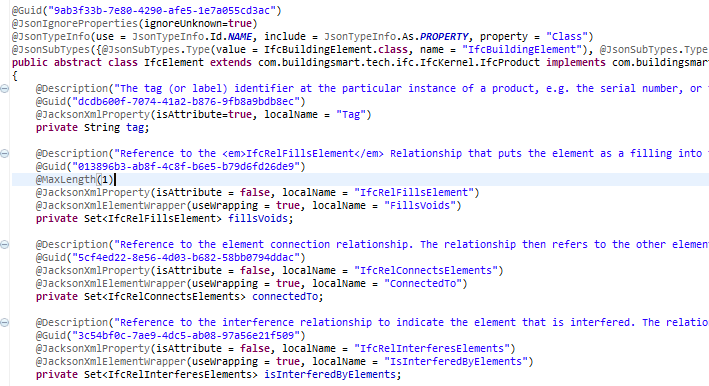 @Guid("9ab3f33b-7e80-4290-afe5-1e7a055cd3ac")
@JsonIgnoreProperties(ignoreUnknown=true)
@JsonTypeInfo(use = JsonTypeInfo.Id.NAME, include = JsonTypeInfo.As.PROPERTY, property = "Class")
@JsonSubTypes({@JsonSubTypes.Type(value = IfcBuildingElement.class, name = "IfcBuildingElement"), @JsonSubTypes.Type
public abstract class IfcElement extends com.buildingsmart.tech.ifc.IfcKernel.IfcProduct implements com.buildingsmar
{
@Description("The tag (or label) identifier at the particular instance of a product, e.g. the serial number, or
@Guid("dcdb600f-7074-41a2-b876-9fb8a9bdb8ec")
@JacksonXmlProperty(isAttribute=true, localName = "Tag")
private String tag;
@Description("Reference to the <em>IfcRelFillsElement</em> Relationship that puts the element as a filling into
@Guid("013896b3-ab8f-4c8f-b6e5-b79d6fd26de9")
@MaxLength(1)
@JacksonXmlProperty(isAttribute = false, localName = "IfcRelFillsElement")
@JacksonXmlElementWrapper(useWrapping = true, localName = "FillsVoids")
private Set<IfcRelFillsElement> fillsVoids;
@Description("Reference to the element connection relationship. The relationship then refers to the other elemen
@Guid("5cf4ed22-8e56-4d03-b682-58bb0794ddac")
@JacksonXmlProperty(isAttribute = false, localName = "IfcRelConnectsElements")
@JacksonXmlElementWrapper(useWrapping = true, localName = "ConnectedTo")
private Set<IfcRelConnectsElements> connectedTo;
@Description("Reference to the interference relationship to indicate the element that is interfered. The relatio
@Guid("3c54bf0c-7ae9-4dc5-ab08-97a56e21f509")
@JacksonXmlProperty(isAttribute = false, localName = "IfcRelInterferesElements")
@JacksonXmlElementWrapper(useWrapping = true, localName = "IsInterferedByElements")
private Set<IfcRelInterferesElements> isInterferedByElements;